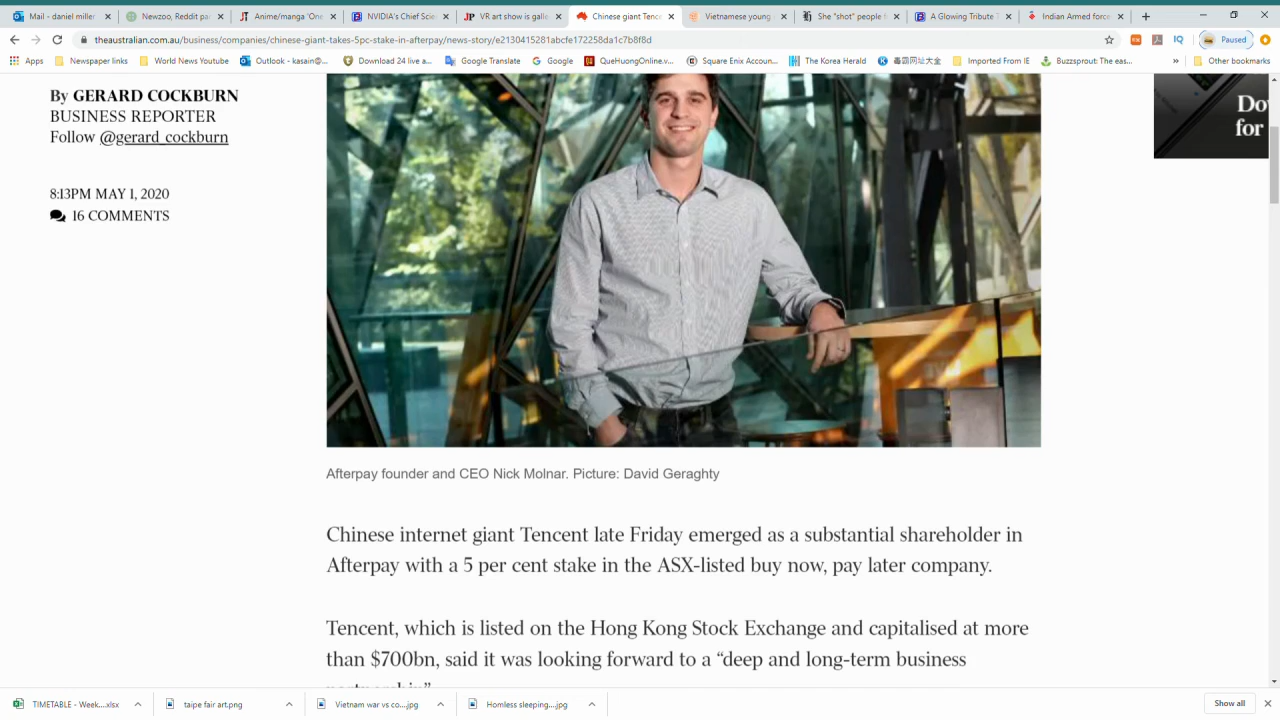 Mail - daniel miller
Newzoo, Reddit pa
Anime/manga 'One
NVIDIA's Chief Scie
VR art show is galle
Chinese giant Tence
Vietnamese young
She "shot" people f
A Glowing Tribute T
Indian Armed force
theaustralian.com.au/business/companies/chinese-giant-takes-5pc-stake-in-afterpay/news-story/e2130415281abcfe172258da1c7b8f8d
IQ
Paused
Apps
Newspaper links
World News Youtube
Outlook - kasain@...
Download 24 live a...
Google Translate
Google
QueHuongOnline.v...
Square Enix Accoun...
The Korea Herald
毒霸网址大全
Imported From IE
Buzzsprout: The eas...
»
Other bookmarks
By GERARD COCKBURN
BUSINESS REPORTER
Follow @gerard_cockburn
8:13PM MAY 1, 2020
16 COMMENTS
for
Afterpay founder and CEO Nick Molnar. Picture: David Geraghty
Chinese internet giant Tencent late Friday emerged as a substantial shareholder in
Afterpay with a 5 per cent stake in the ASX-listed buy now, pay later company.
Tencent, which is listed on the Hong Kong Stock Exchange and capitalised at more
than $700bn, said it was looking forward to a “deep and long-term business
TIMETABLE - Week....xlsx
taipe fair art.png
Vietnam war vs co....jpg
Homless sleeping....jpg
Show all